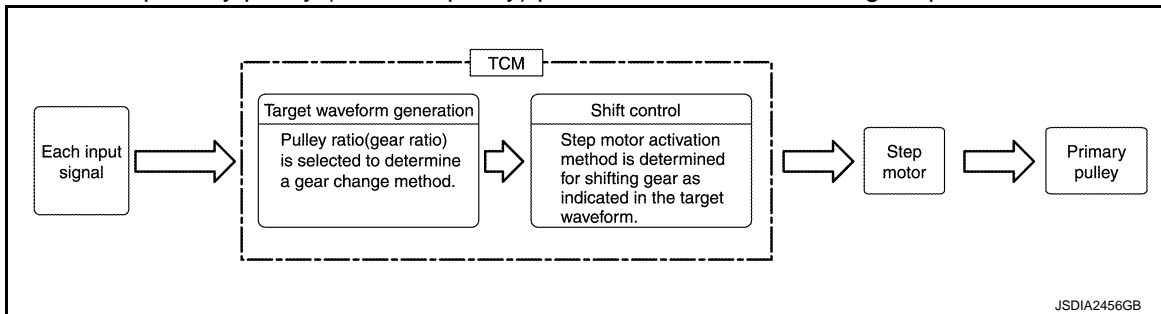 TCM
Each input
signal
Target waveform generation
Pulley ratio(gear ratio)
is selected to determine
a gear change method.
Shift control
Step motor activation
method is determined
for shifting gear as
indicated in the target
waveform.
Step
motor
Primary
pulley
JSDIA2456GB